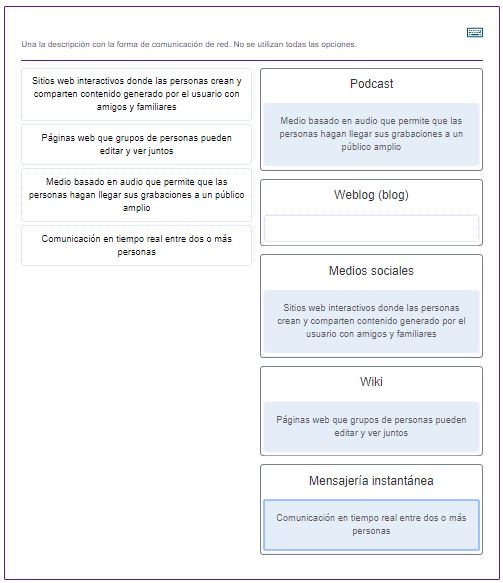 Una la descripción con la forma de comunicación de red. No se utilizan todas las opciones.
Sitios web interactivos donde las personas crean y
comparten contenido generado por el usuario con
amigos y familiares
Páginas web que grupos de personas pueden
editar y ver juntos
Medio basado en audio que permite que las
personas hagan llegar sus grabaciones a un público
amplio
Comunicación en tiempo real entre dos o más
personas
Podcast
Medio basado en audio que permite que las
personas hagan llegar sus grabaciones a un
público amplio
Weblog (blog)
Medios sociales
Sitios web interactivos donde las personas
crean y comparten contenido generado por el
usuario con amigos y familiares
Wiki
Páginas web que grupos de personas pueden
editar y ver juntos
Mensajería instantánea
Comunicación en tiempo real entre dos o más
personas